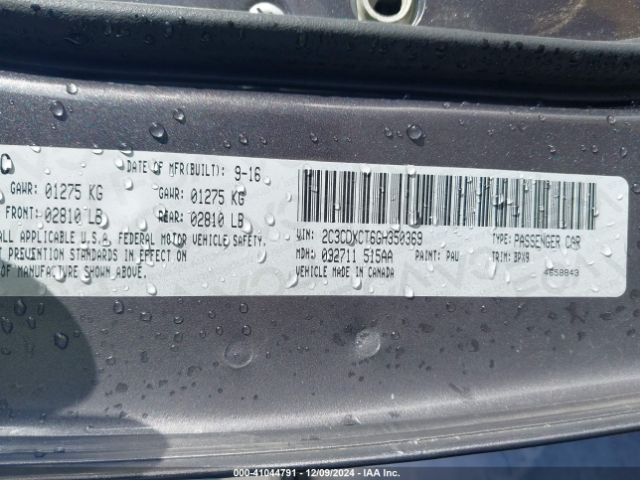 DATE OF MFR(BUILT): 9-16
GAWR: 01275 KG GAWR: 01275 KG
FRONT: 02810 LB REAR: 02810 LB
ALL APPLICABLE U.S.A. FEDERAL MOTOR VEHICLE SAFETY,
PREVENTION STANDARDS IN EFFECT ON
OF MANUFACTURE SHOWN ABOVE.
VIN: 2C3CDXCT6GH350369 TYPE: PASSENGER CAR
MDH: 092711 515AA PAINT: PAU TRIM: BPX9
VEHICLE MADE IN CANADA 4658843
000-41044791 - 12/09/2024 - IAA Inc.